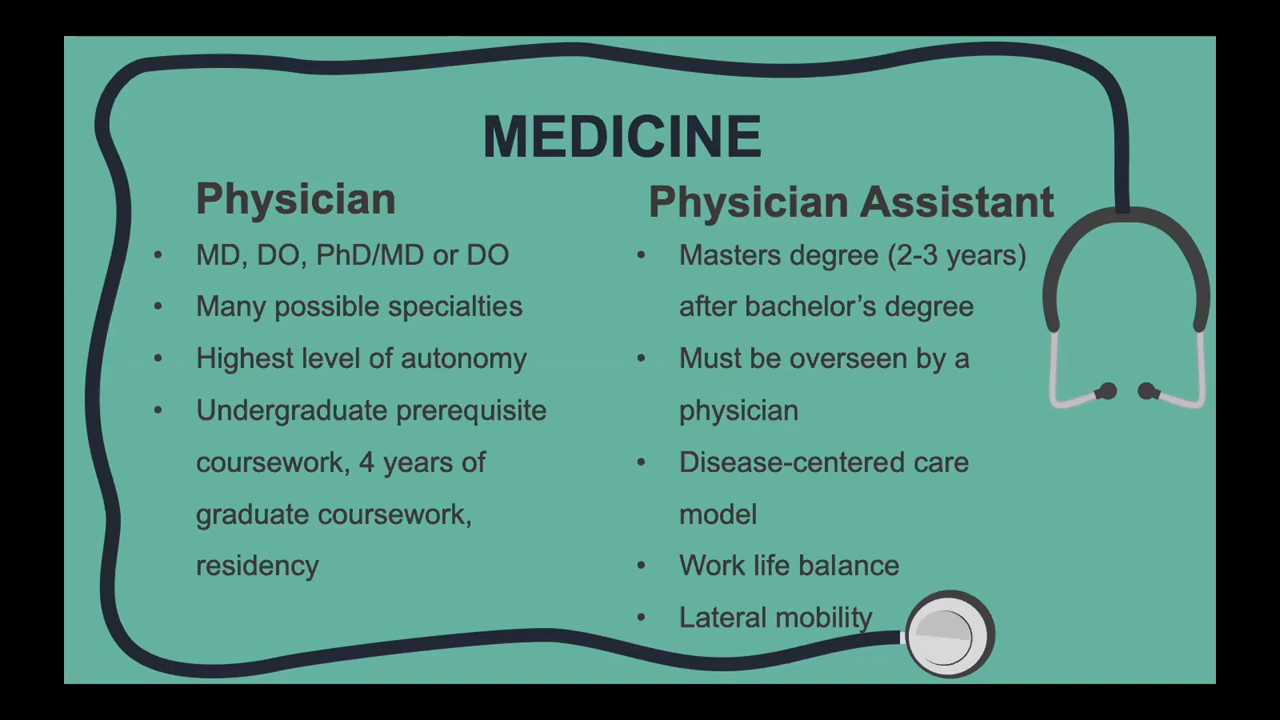 MEDICINE
Physician
• MD, DO, PhD/MD or DO
• Many possible specialties
• Highest level of autonomy
• Undergraduate prerequisite
coursework, 4 years of
graduate coursework,
residency
Physician Assistant
• Masters degree (2-3 years)
after bachelor’s degree
• Must be overseen by a
physician
• Disease-centered care
model
• Work life balance
• Lateral mobility